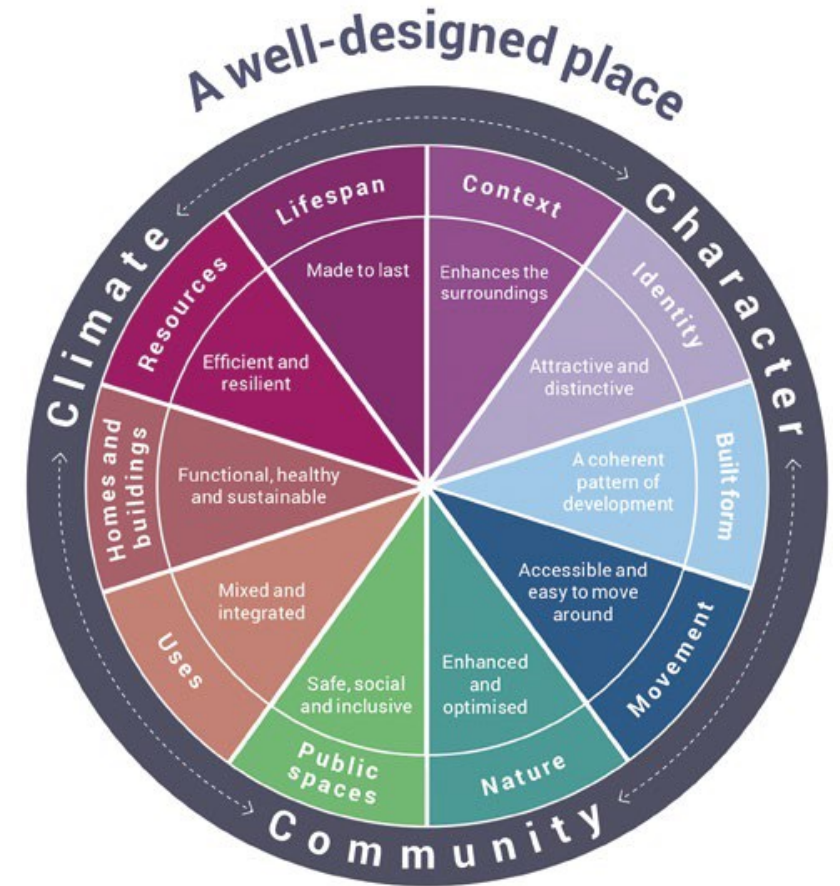 A well-designed place
Climate
Character
Community
Context
Enhances the
surroundings
Identity
Attractive and
distinctive
Built form
A coherent
pattern of
development
Movement
Accessible and
easy to move
around
Nature
Enhanced
and
optimised
Public
spaces
Safe, social
and inclusive
Uses
Mixed and
integrated
Homes and
buildings
Functional, healthy
and sustainable
Resources
Efficient and
resilient
Lifespan
Made to last